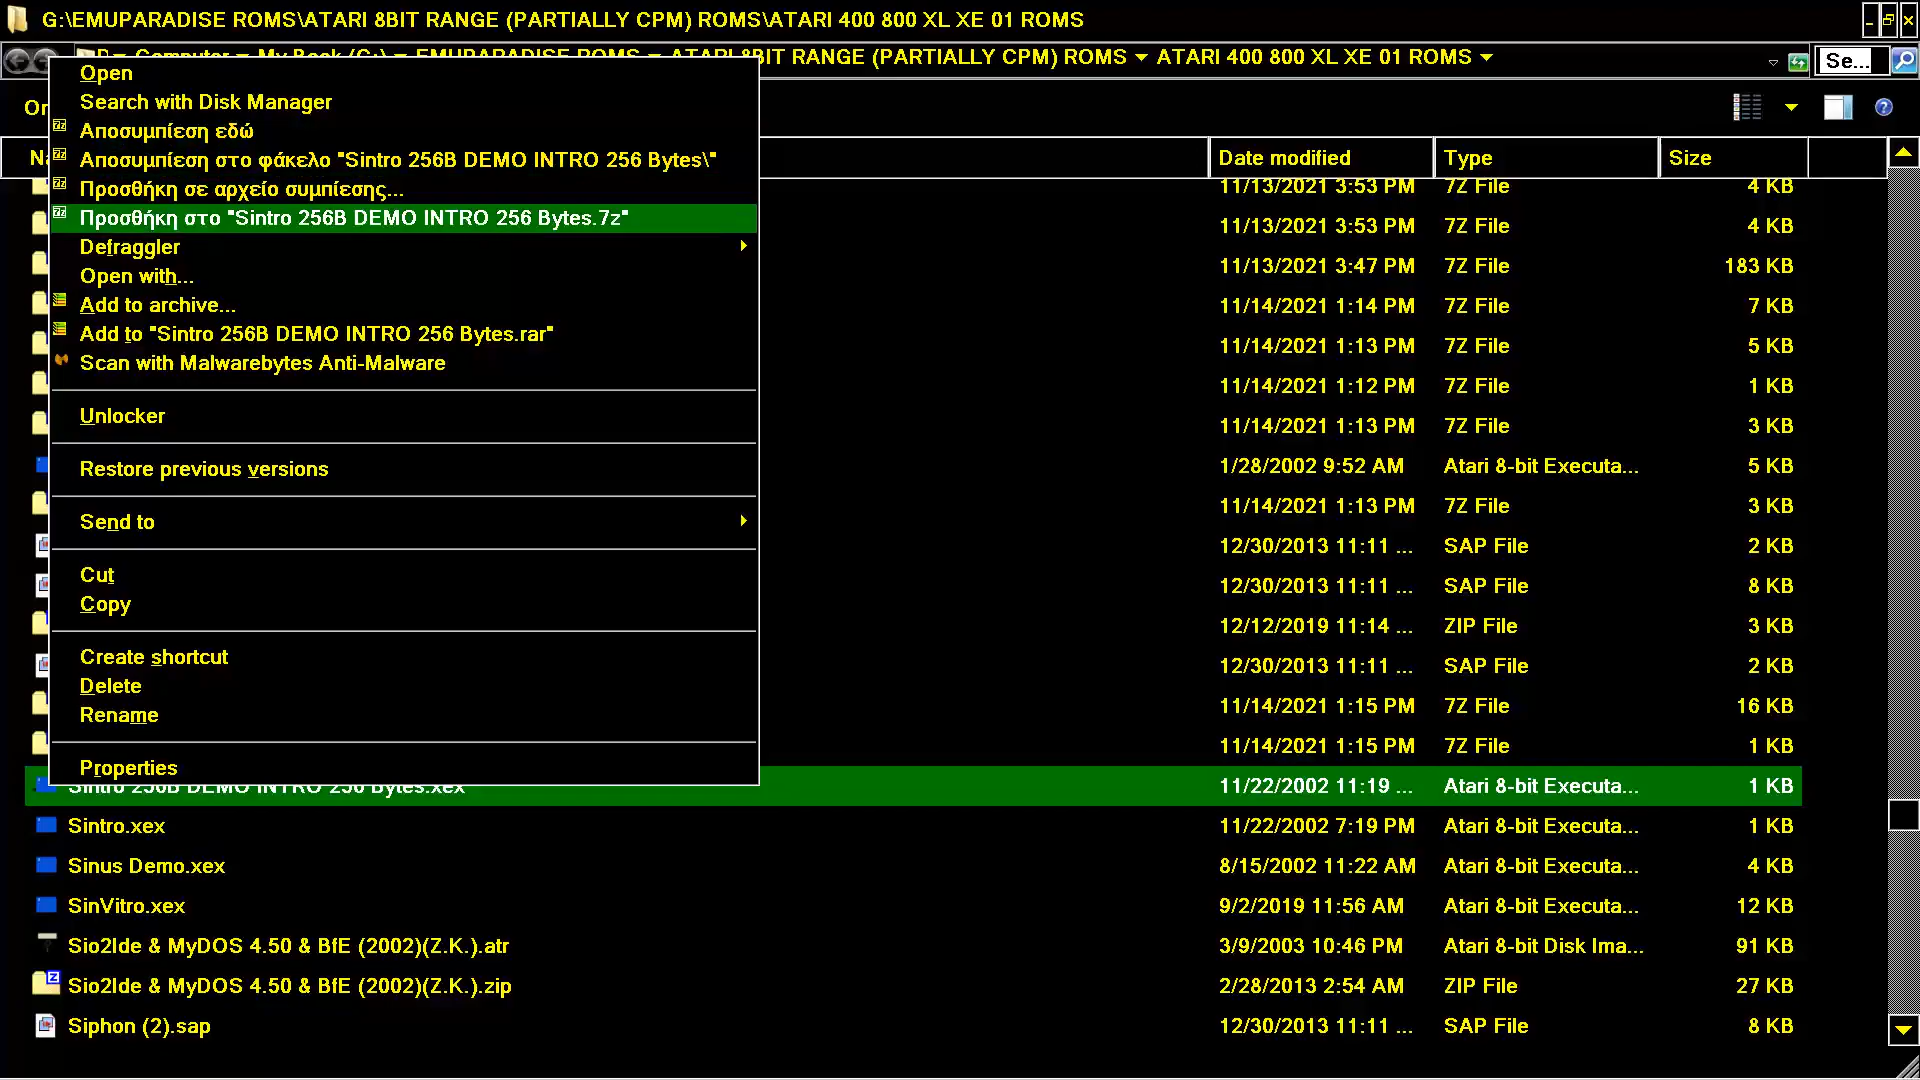 G:\EMUPARADISE ROMS\ATARI 8BIT RANGE (PARTIALLY CPM) ROMS\ATARI 400 800 XL XE 01 ROMS
Computer My Book (G:) EMUPARADISE ROMS ATARI 8BIT RANGE (PARTIALLY CPM) ROMS ATARI 400 800 XL XE 01 ROMS
Se...
Open
Search with Disk Manager
Αποσυμπίεση εδώ
Αποσυμπίεση στο φάκελο "Sintro 256B DEMO INTRO 256 Bytes\"
Προσθήκη σε αρχείο συμπίεσης...
Προσθήκη στο "Sintro 256B DEMO INTRO 256 Bytes.7z"
Defraggler
Open with...
Add to archive...
Add to "Sintro 256B DEMO INTRO 256 Bytes.rar"
Scan with Malwarebytes Anti-Malware
Unlocker
Restore previous versions
Send to
Cut
Copy
Create shortcut
Delete
Rename
Properties
Date modified Type Size
11/13/2021 3:53 PM 7Z File 4 KB
11/13/2021 3:53 PM 7Z File 4 KB
11/13/2021 3:47 PM 7Z File 183 KB
11/14/2021 1:14 PM 7Z File 7 KB
11/14/2021 1:13 PM 7Z File 5 KB
11/14/2021 1:12 PM 7Z File 1 KB
11/14/2021 1:13 PM 7Z File 3 KB
1/28/2002 9:52 AM Atari 8-bit Executa... 5 KB
11/14/2021 1:13 PM 7Z File 3 KB
12/30/2013 11:11 ... SAP File 2 KB
12/30/2013 11:11 ... SAP File 8 KB
12/12/2019 11:14 ... ZIP File 3 KB
12/30/2013 11:11 ... SAP File 2 KB
11/14/2021 1:15 PM 7Z File 16 KB
11/14/2021 1:15 PM 7Z File 1 KB
Sintro 256B DEMO INTRO 256 Bytes.xex 11/22/2002 11:19 ... Atari 8-bit Executa... 1 KB
Sintro.xex 11/22/2002 7:19 PM Atari 8-bit Executa... 1 KB
Sinus Demo.xex 8/15/2002 11:22 AM Atari 8-bit Executa... 4 KB
SinVitro.xex 9/2/2019 11:56 AM Atari 8-bit Executa... 12 KB
Sio2Ide & MyDOS 4.50 & BfE (2002)(Z.K.).atr 3/9/2003 10:46 PM Atari 8-bit Disk Ima... 91 KB
Sio2Ide & MyDOS 4.50 & BfE (2002)(Z.K.).zip 2/28/2013 2:54 AM ZIP File 27 KB
Siphon (2).sap 12/30/2013 11:11 ... SAP File 8 KB